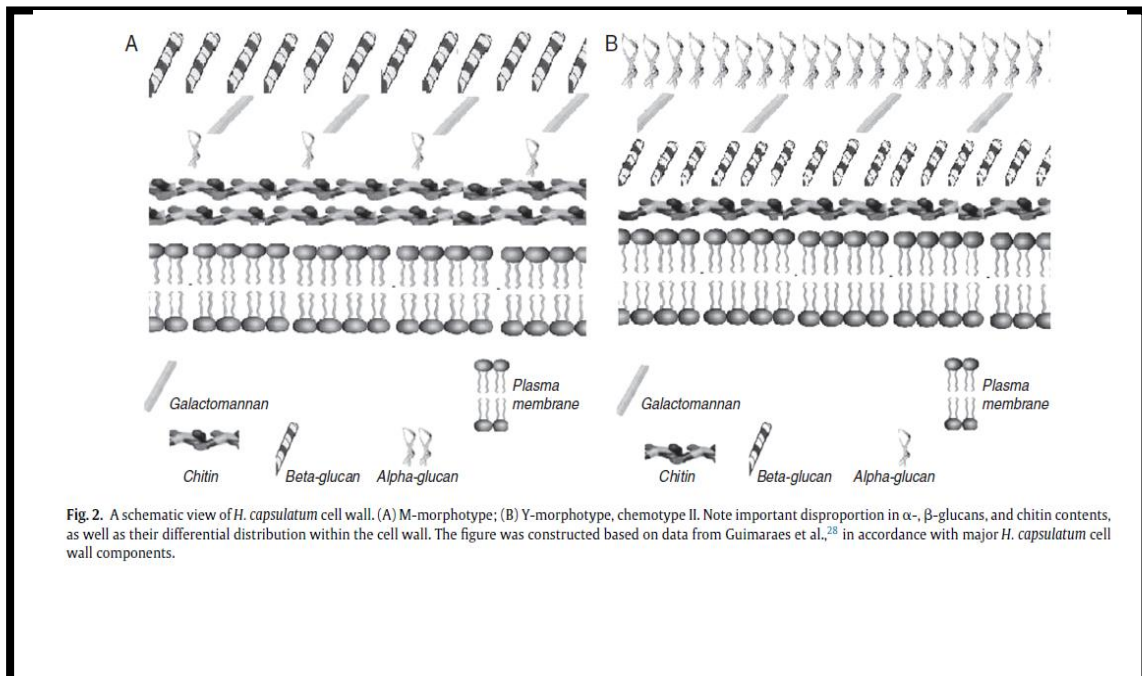 A
B
Galactomannan
Plasma
membrane
Chitin
Beta-glucan
Alpha-glucan
Galactomannan
Plasma
membrane
Chitin
Beta-glucan
Alpha-glucan
Fig. 2. A schematic view of H. capsulatum cell wall. (A) M-morphotype; (B) Y-morphotype, chemotype II. Note important disproportion in α-, β-glucans, and chitin contents,
as well as their differential distribution within the cell wall. The figure was constructed based on data from Guimaraes et al.,28 in accordance with major H. capsulatum cell
wall components.